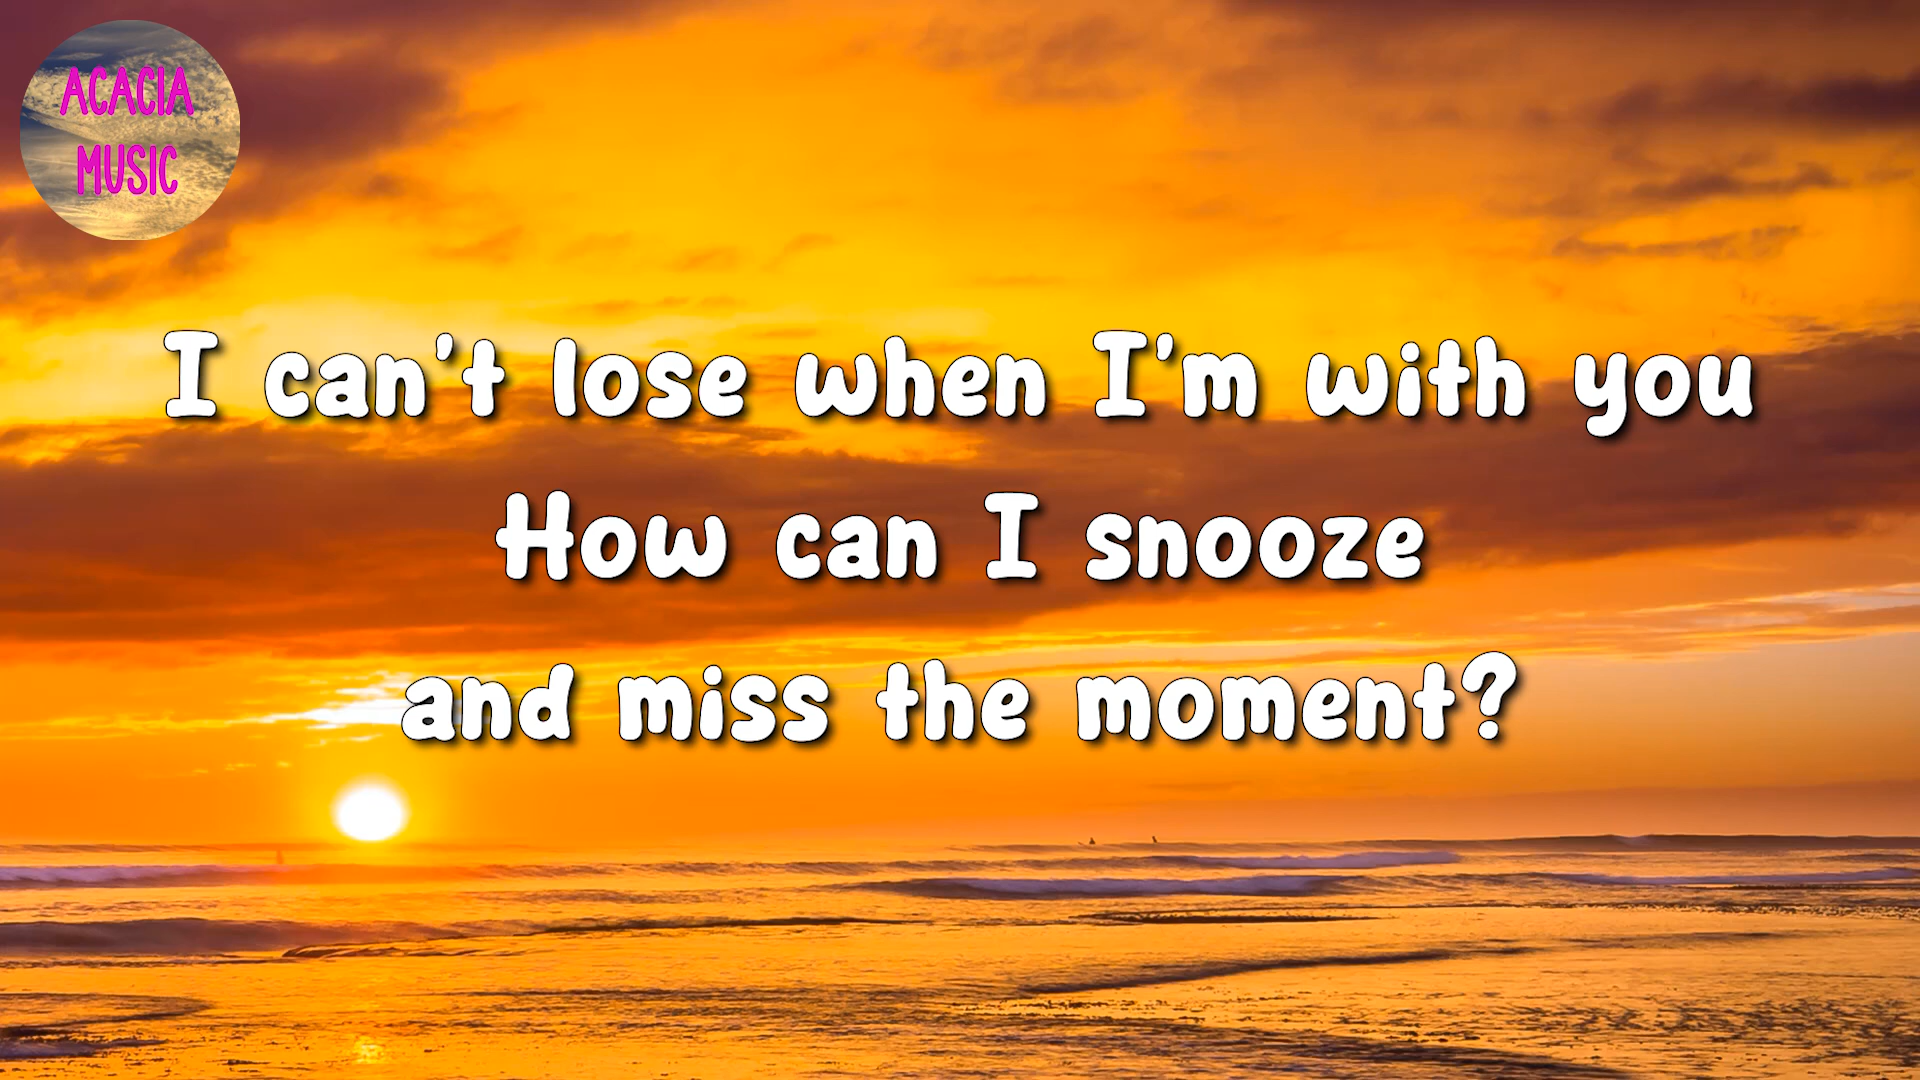 ACACIA
MUSIC
I can't lose when I'm with you
How can I snooze
and miss the moment?